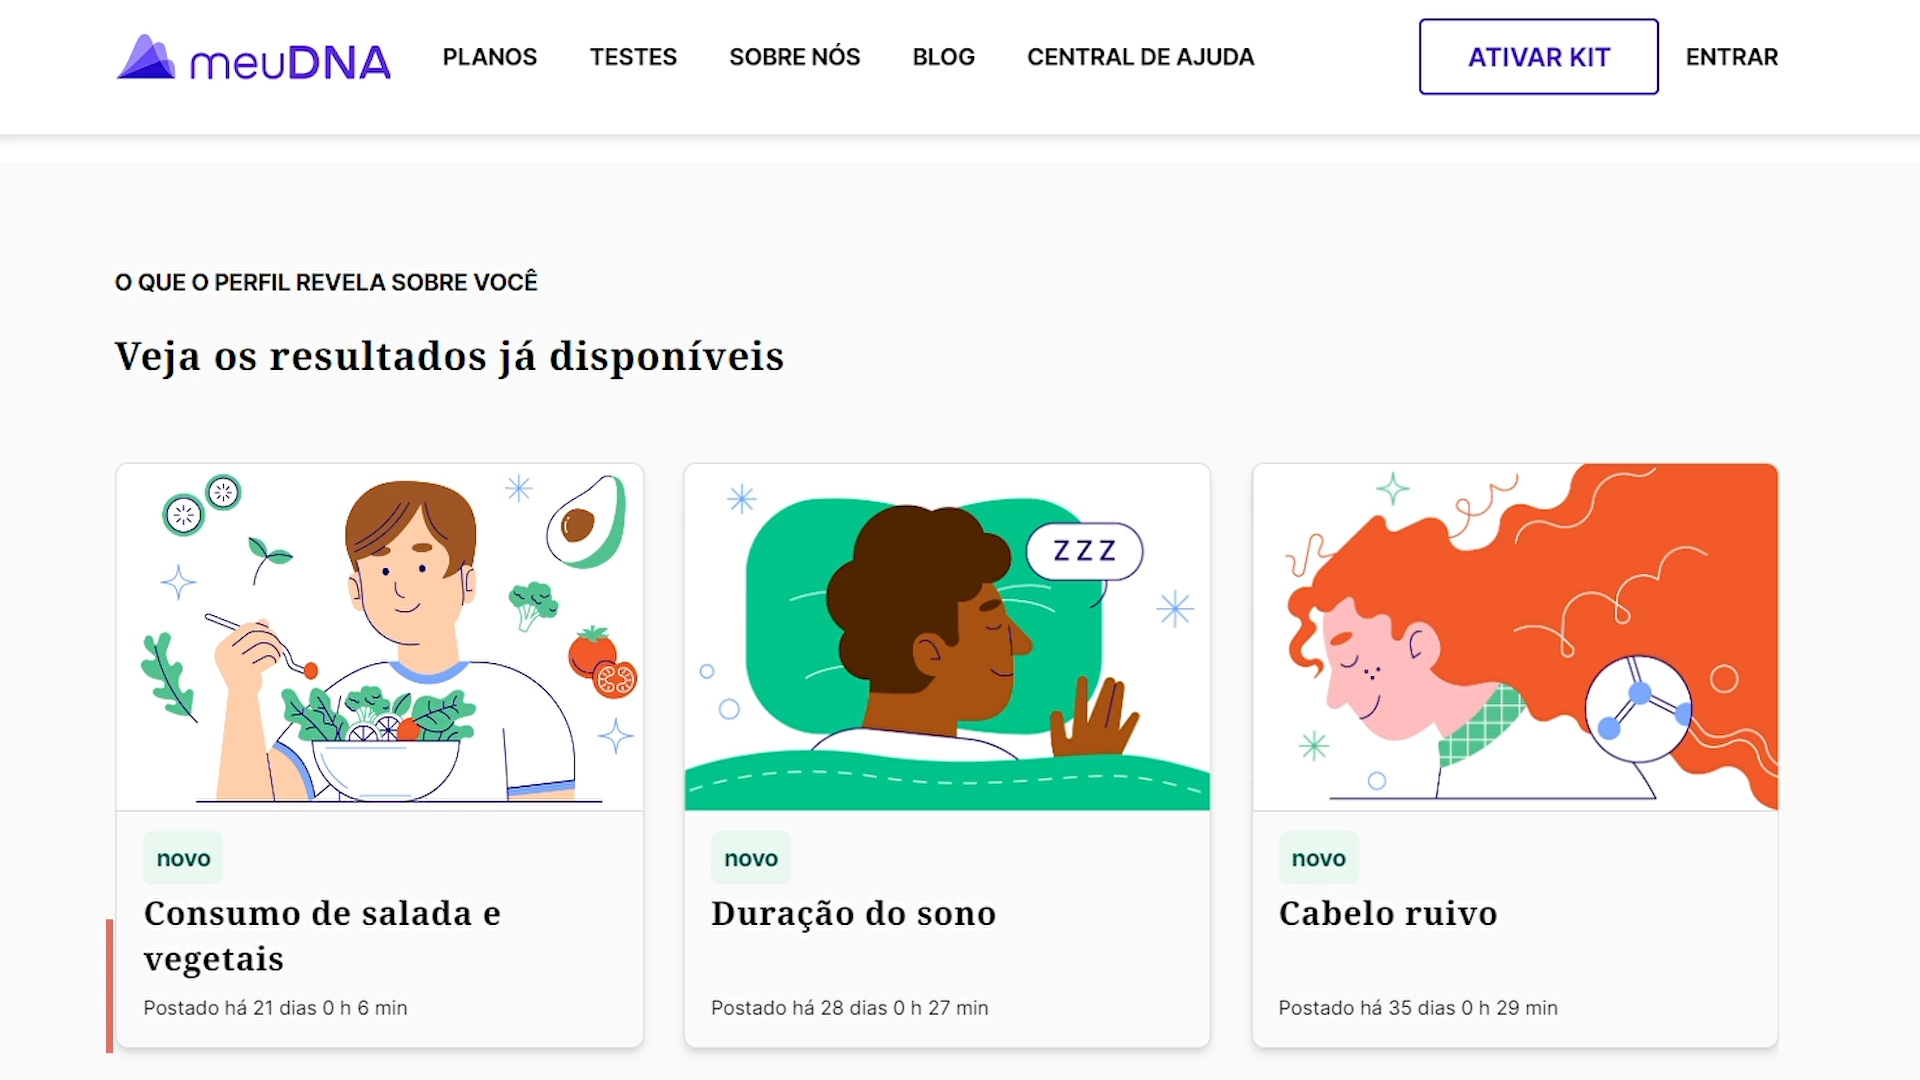 meuDNA
PLANOS
TESTES
SOBRE NÓS
BLOG
CENTRAL DE AJUDA
ATIVAR KIT
ENTRAR
O QUE O PERFIL REVELA SOBRE VOCÊ
Veja os resultados já disponíveis
novo
Consumo de salada e
vegetais
Postado há 21 dias 0 h 6 min
ZZZ
novo
Duração do sono
Postado há 28 dias 0 h 27 min
novo
Cabelo ruivo
Postado há 35 dias 0 h 29 min